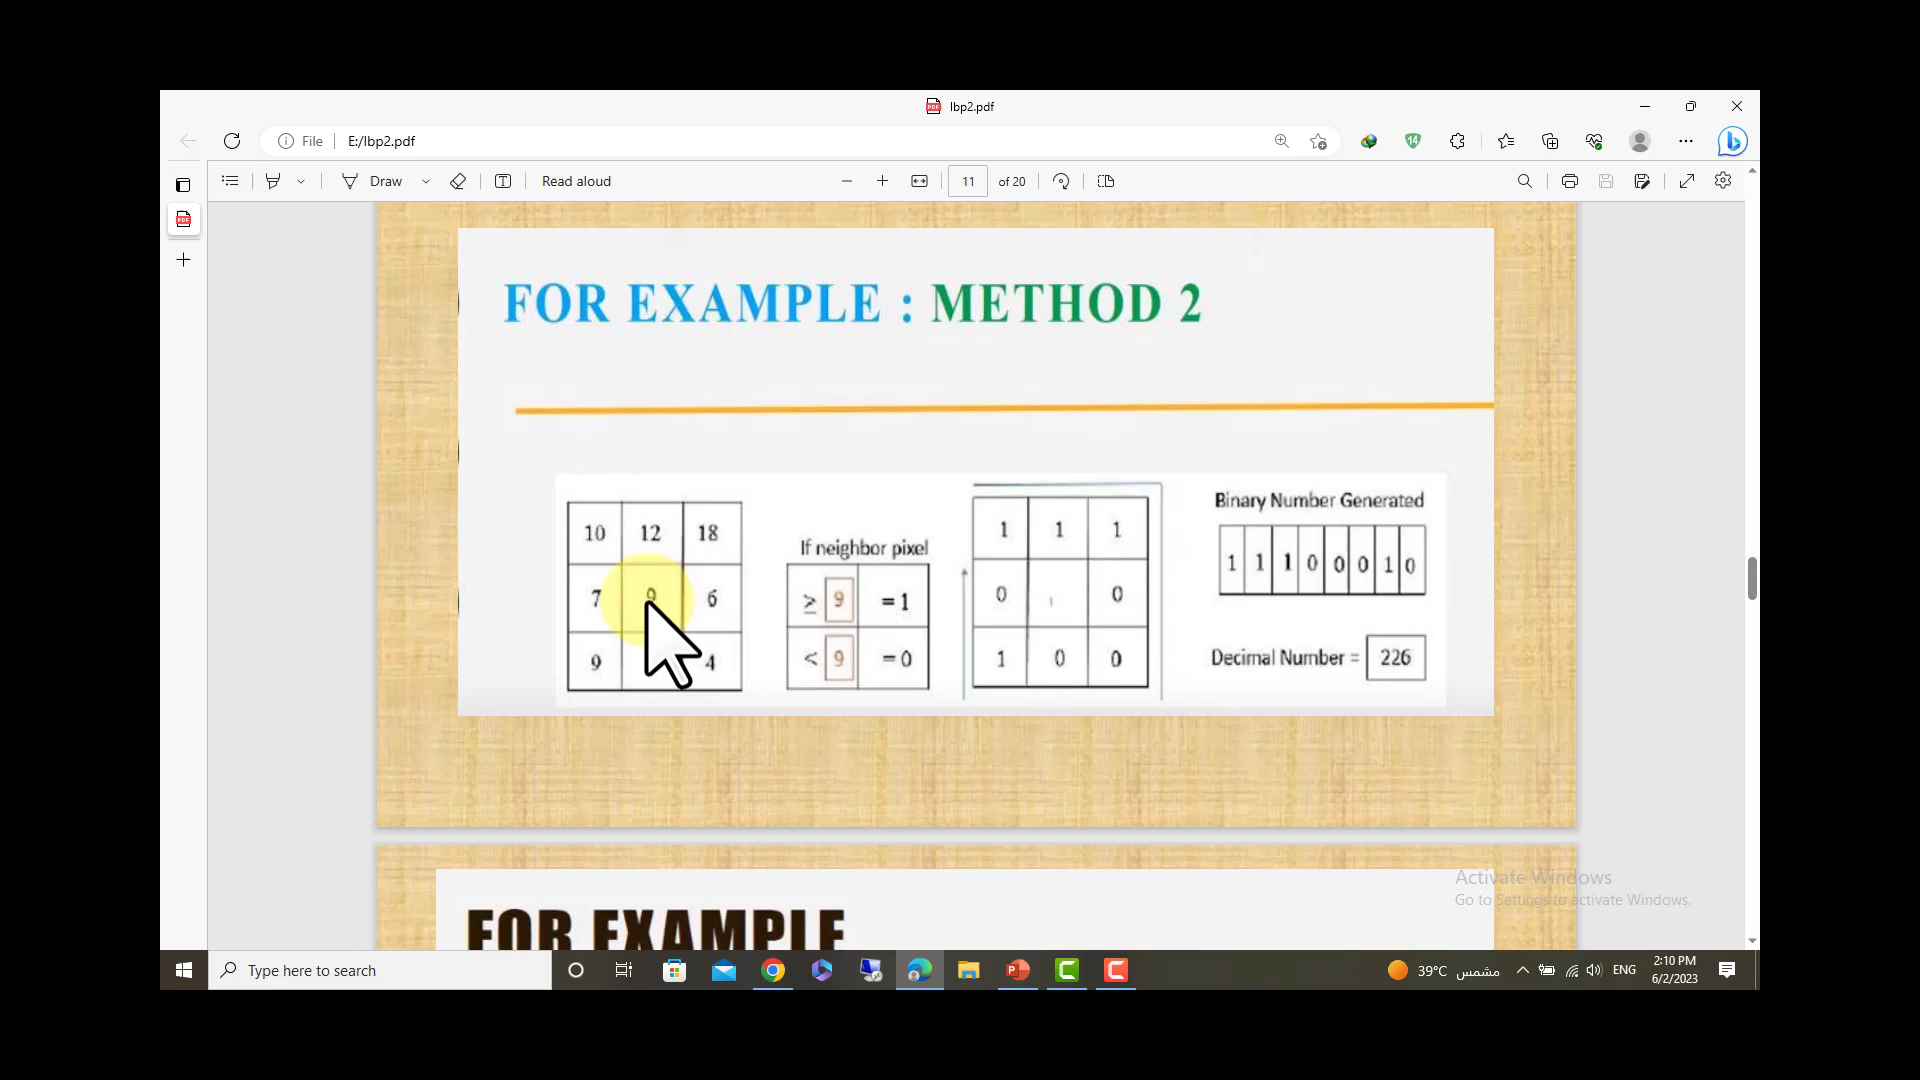 lbp2.pdf
File E:/lbp2.pdf
14
Draw Read aloud 11 of 20
FOR EXAMPLE : METHOD 2
10 12 18
7 9 6
9 4
If neighbor pixel
≥ 9 = 1
< 9 = 0
1 1 1
0 0
1 0 0
Binary Number Generated
1 1 1 0 0 0 1 0
Decimal Number = 226
FOR EXAMPLE
Activate Windows
Go to Settings to activate Windows.
Type here to search
39°C مشمس
ENG
2:10 PM
6/2/2023